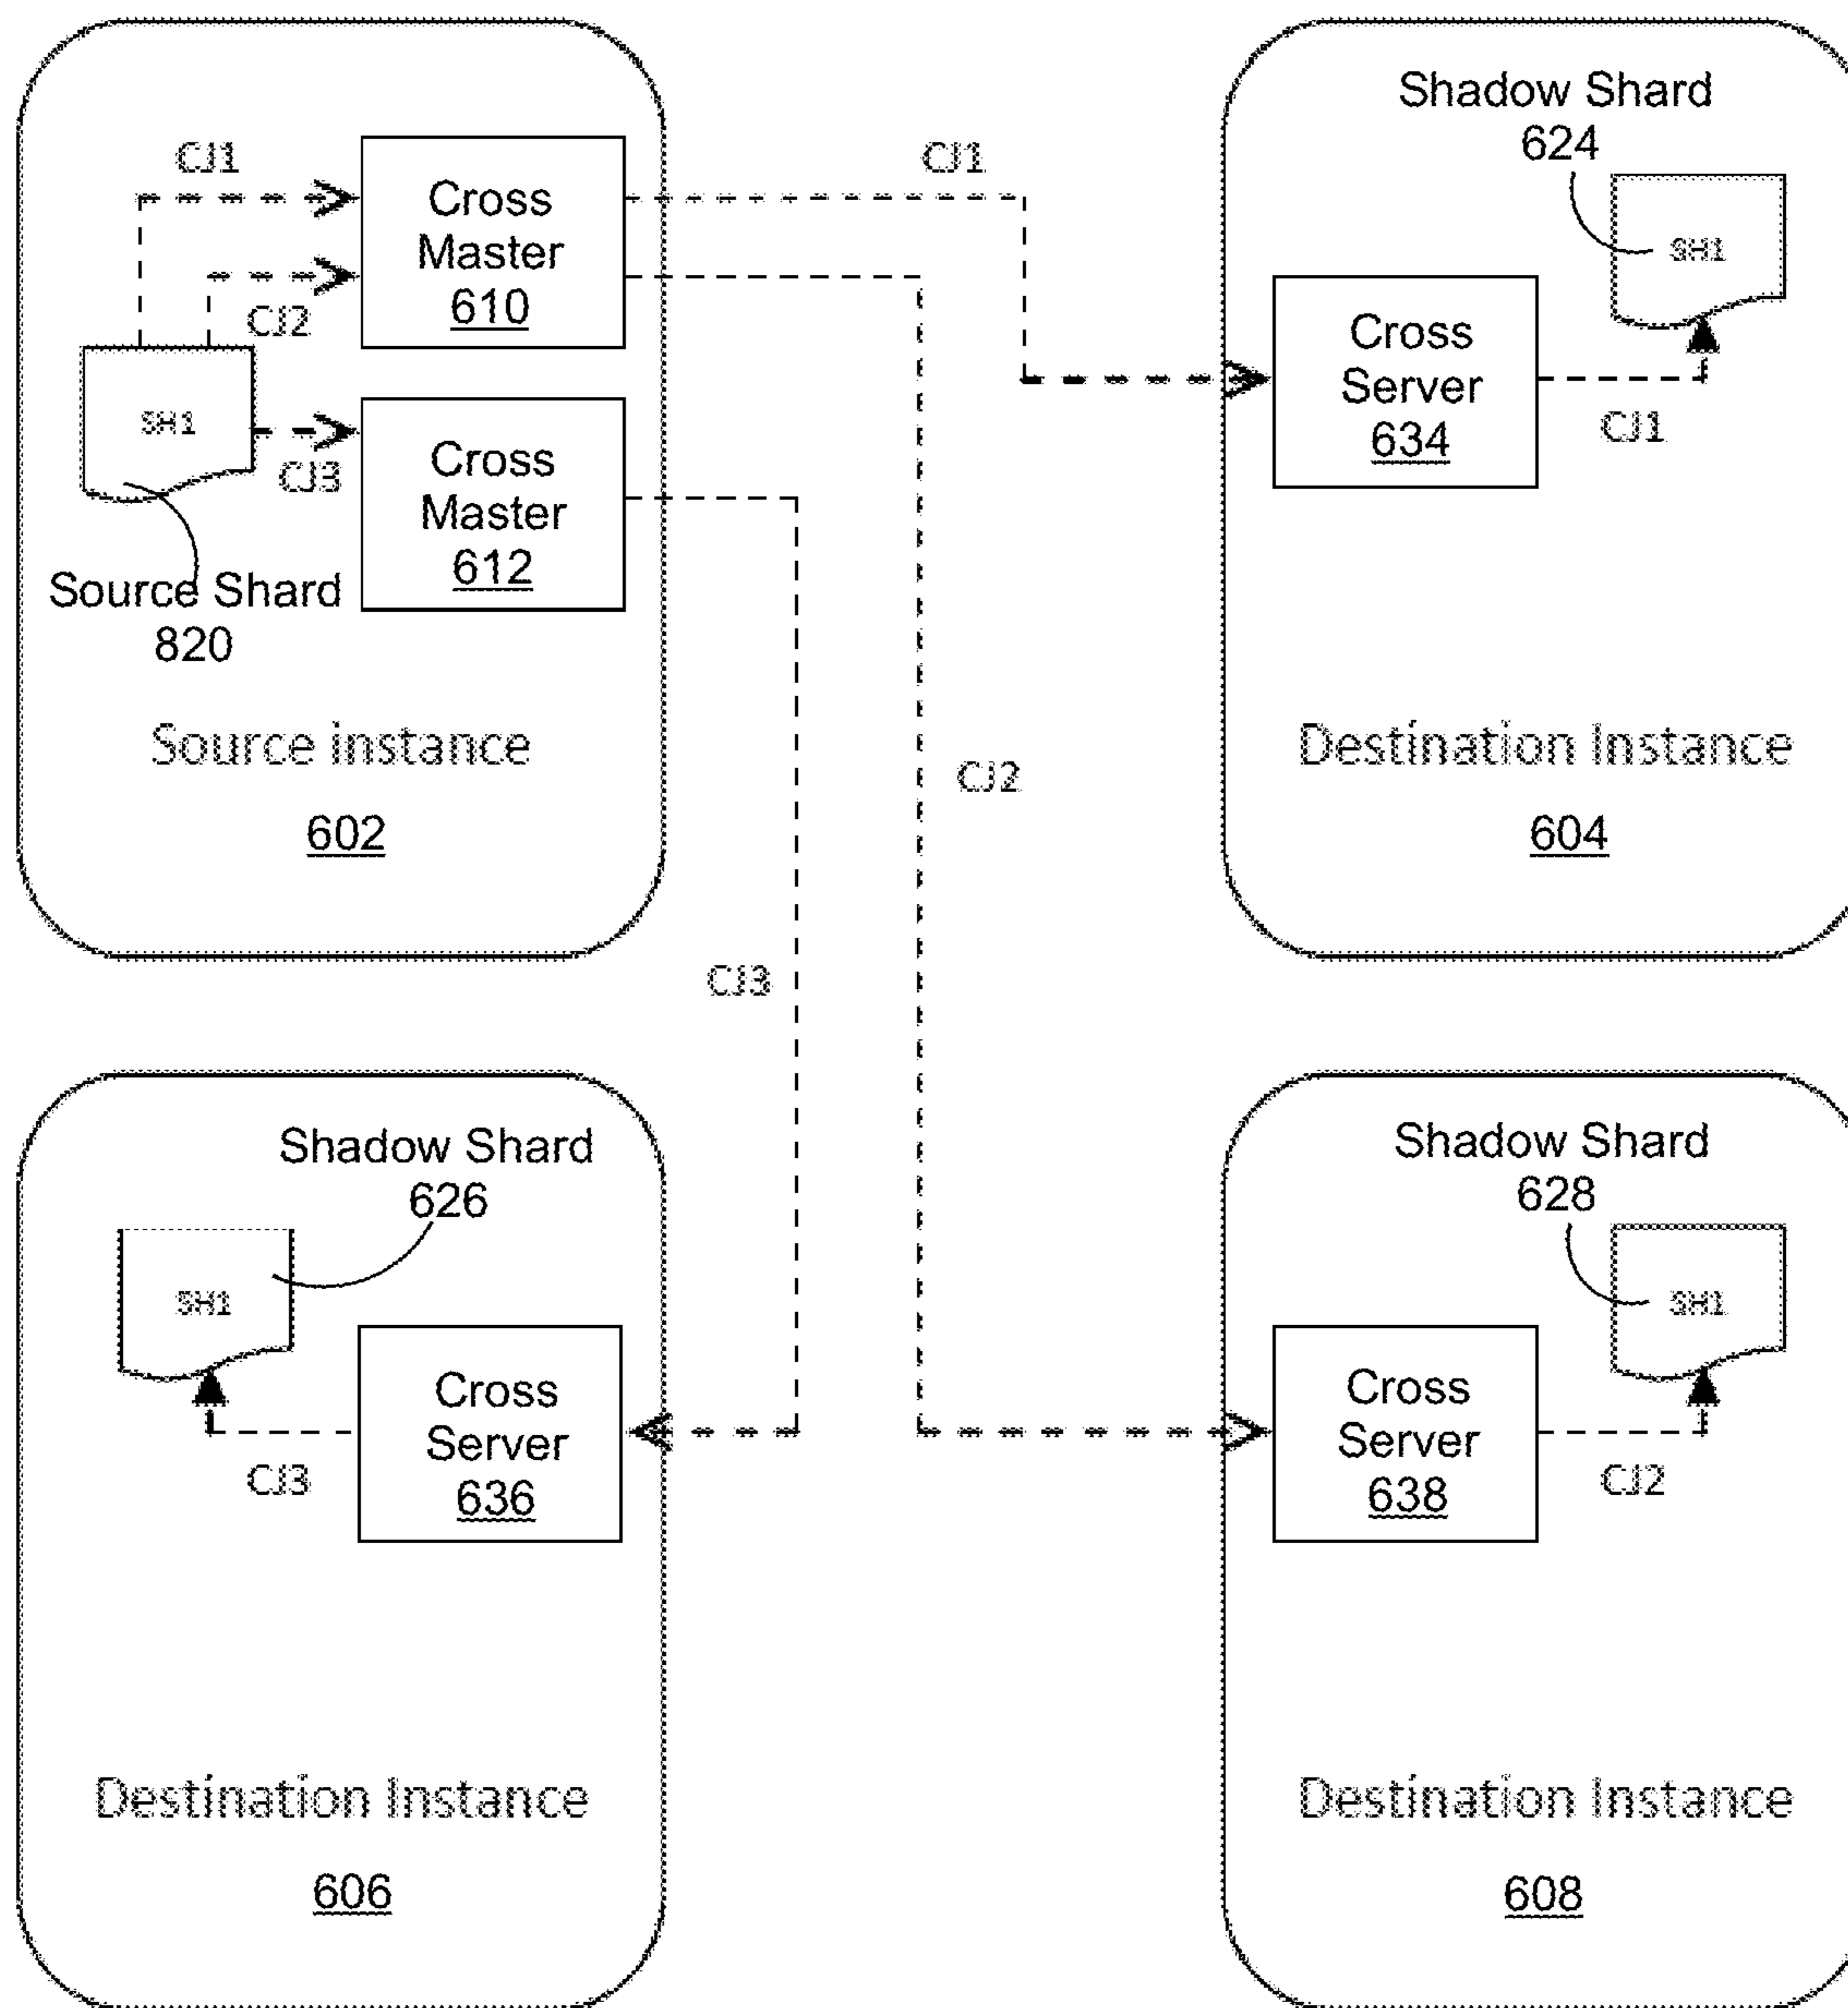 CJ1
Cross
Master
610
CJ2
SH1
CJ3
Cross
Master
612
Source Shard
820
Source instance
602
CJ1
CJ2
CJ3
Shadow Shard
624
SH1
Cross
Server
634
CJ1
Destination Instance
604
Shadow Shard
626
SH1
Cross
Server
636
CJ3
Destination Instance
606
Shadow Shard
628
SH1
Cross
Server
638
CJ2
Destination Instance
608